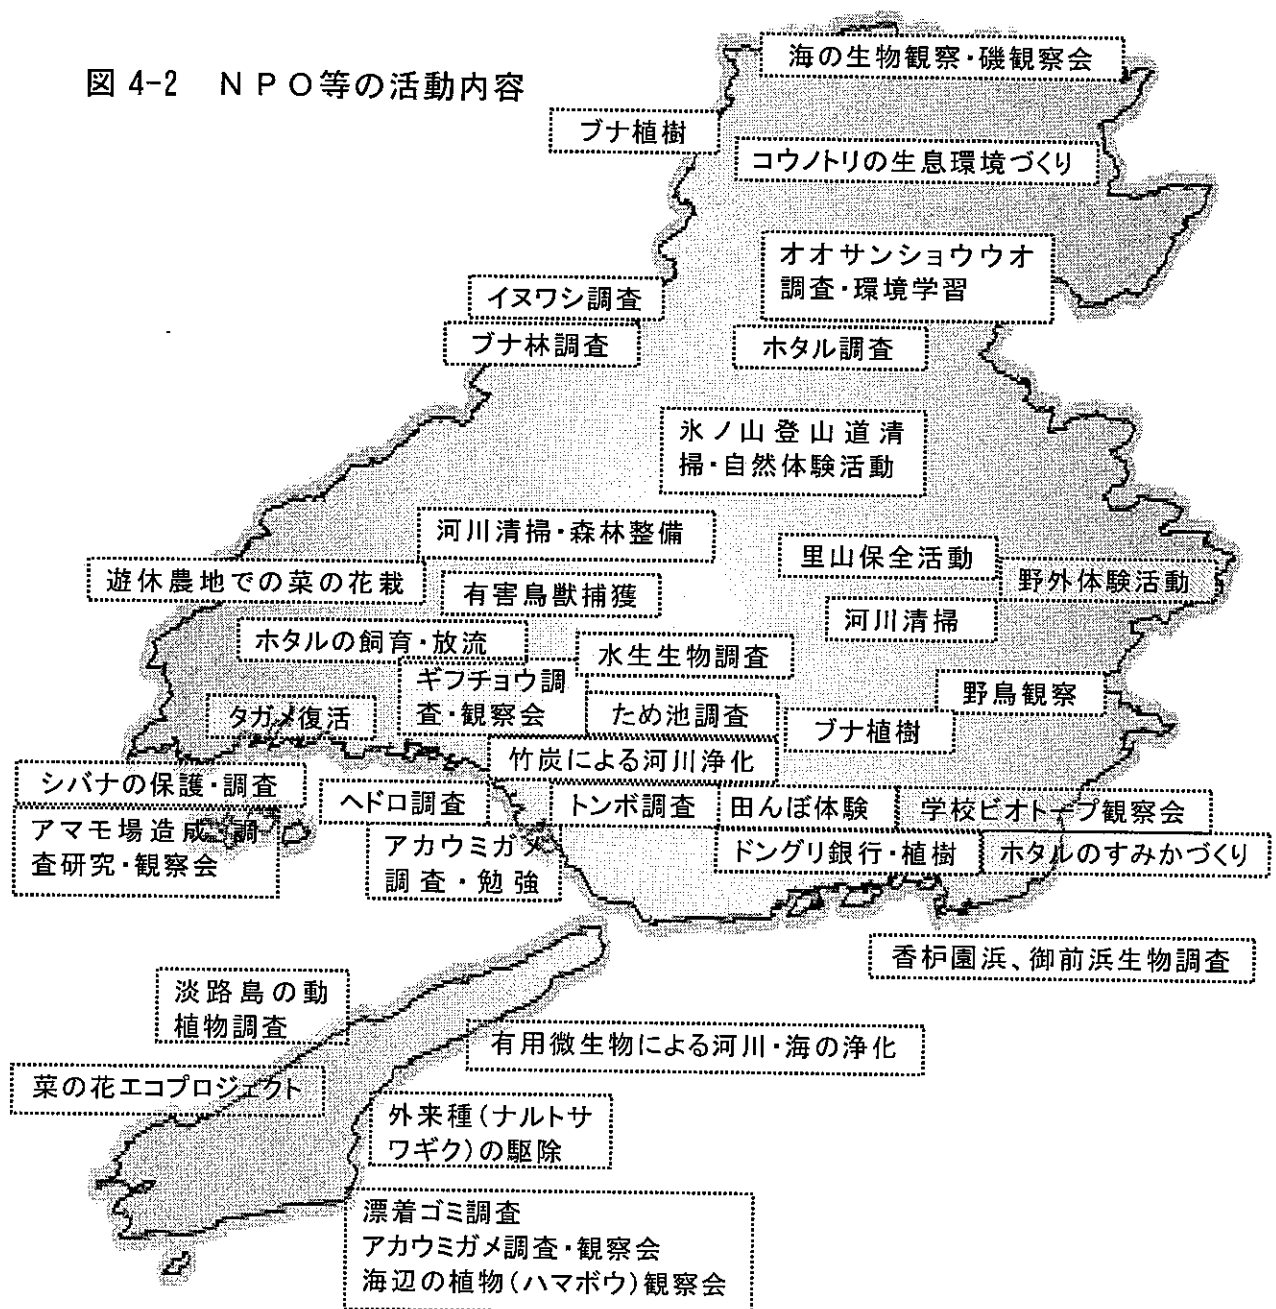 図 4-2　ＮＰＯ等の活動内容
海の生物観察・磯観察会
ブナ植樹
コウノトリの生息環境づくり
オオサンショウウオ
調査・環境学習
イヌワシ調査
ブナ林調査
ホタル調査
氷ノ山登山道清
掃・自然体験活動
河川清掃・森林整備
里山保全活動
遊休農地での菜の花栽
有害鳥獣捕獲
野外体験活動
河川清掃
ホタルの飼育・放流
水生生物調査
ギフチョウ調
査・観察会
野鳥観察
タガメ復活
ため池調査
ブナ植樹
竹炭による河川浄化
シバナの保護・調査
ヘドロ調査
トンボ調査
田んぼ体験
学校ビオトープ観察会
アマモ場造成・調
査研究・観察会
アカウミガメ
調査・勉強
ドングリ銀行・植樹
ホタルのすみかづくり
香枦園浜、御前浜生物調査
淡路島の動
植物調査
有用微生物による河川・海の浄化
菜の花エコプロジェクト
外来種（ナルトサ
ワギク）の駆除
漂着ゴミ調査
アカウミガメ調査・観察会
海辺の植物（ハマボウ）観察会